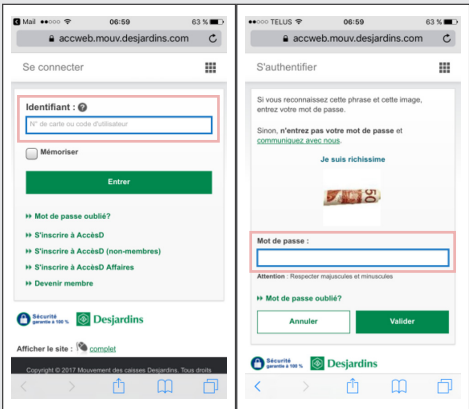 Mail 06:59 63 %
accweb.mouv.desjardins.com
Se connecter
Identifiant : ?
N° de carte ou code d'utilisateur
Mémoriser
Entrer
Mot de passe oublié?
S'inscrire à AccèsD
S'inscrire à AccèsD (non-membres)
S'inscrire à AccèsD Affaires
Devenir membre
Sécurité
garantie à 100 %
Desjardins
Afficher le site : complet
Copyright © 2017 Mouvement des caisses Desjardins. Tous droits
TELUS 06:59 63 %
accweb.mouv.desjardins.com
S'authentifier
Si vous reconnaissez cette phrase et cette image,
entrez votre mot de passe.
Sinon, n'entrez pas votre mot de passe et
communiquez avec nous.
Je suis richissime
50
Mot de passe :
Attention : Respecter majuscules et minuscules
Mot de passe oublié?
Annuler Valider
Sécurité
garantie à 100 %
Desjardins